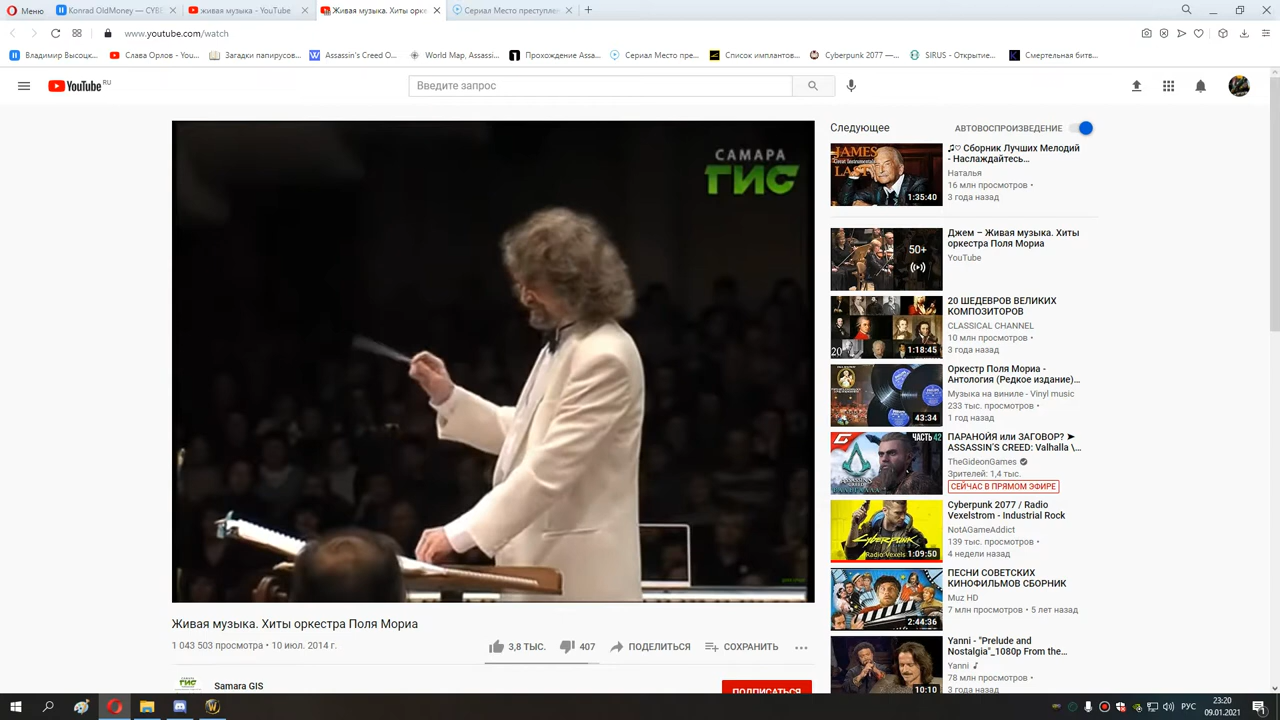 Меню
Konrad OldMoney — CYBE
живая музыка - YouTube
Живая музыка. Хиты орке
Сериал Место преступлен
www.youtube.com/watch
Владимир Высоцк...
Слава Орлов - You...
Загадки папирусов...
Assassin's Creed O...
World Map, Assassi...
Прохождение Assa...
Сериал Место пре...
Список имплантов...
Cyberpunk 2077 —...
SIRUS - Открытие...
Смертельная битв...
YouTube RU
Введите запрос
САМАРА
ГИС
Живая музыка. Хиты оркестра Поля Мориа
1 043 503 просмотра • 10 июл. 2014 г.
3,8 ТЫС.
407
ПОДЕЛИТЬСЯ
СОХРАНИТЬ
ГИС
Samara GIS
ПОДПИСАТЬСЯ
Следующее
АВТОВОСПРОИЗВЕДЕНИЕ
JAMES
LAST
1:35:40
♫♡ Сборник Лучших Мелодий
- Наслаждайтесь...
Наталья
16 млн просмотров •
3 года назад
50+
Джем – Живая музыка. Хиты
оркестра Поля Мориа
YouTube
20
1:18:45
20 ШЕДЕВРОВ ВЕЛИКИХ
КОМПОЗИТОРОВ
CLASSICAL CHANNEL
10 млн просмотров •
3 года назад
43:34
Оркестр Поля Мориа -
Антология (Редкое издание)...
Музыка на виниле - Vinyl music
233 тыс. просмотров •
1 год назад
ЧАСТЬ 42
ПАРАНОЙЯ или ЗАГОВОР? ➤
ASSASSIN'S CREED: Valhalla \...
TheGideonGames
Зрителей: 1,4 тыс.
СЕЙЧАС В ПРЯМОМ ЭФИРЕ
Cyberpunk
Radio Vexels
1:09:50
Cyberpunk 2077 / Radio
Vexelstrom - Industrial Rock
NotAGameAddict
139 тыс. просмотров •
4 недели назад
2:44:36
ПЕСНИ СОВЕТСКИХ
КИНОФИЛЬМОВ СБОРНИК
Muz HD
7 млн просмотров • 5 лет назад
10:10
Yanni - "Prelude and
Nostalgia"_1080p From the...
Yanni ♪
78 млн просмотров •
3 года назад
РУС
23:20
09.01.2021